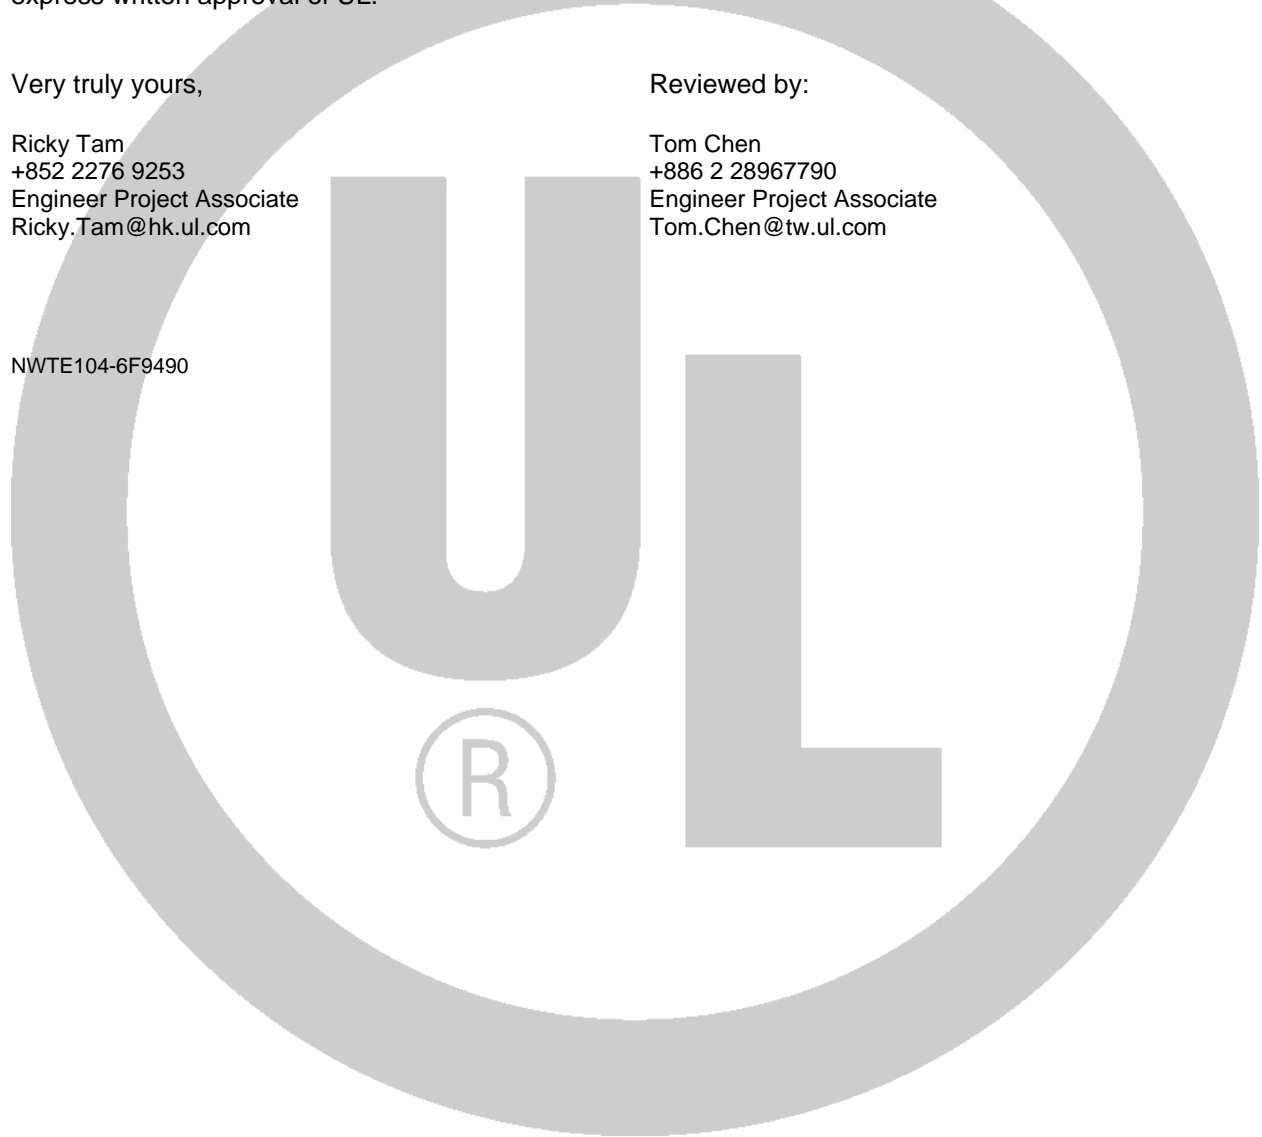 express written approval of UL.
Very truly yours,
Reviewed by:
Ricky Tam
+852 2276 9253
Engineer Project Associate
Ricky.Tam@hk.ul.com
Tom Chen
+886 2 28967790
Engineer Project Associate
Tom.Chen@tw.ul.com
NWTE104-6F9490
UL
®